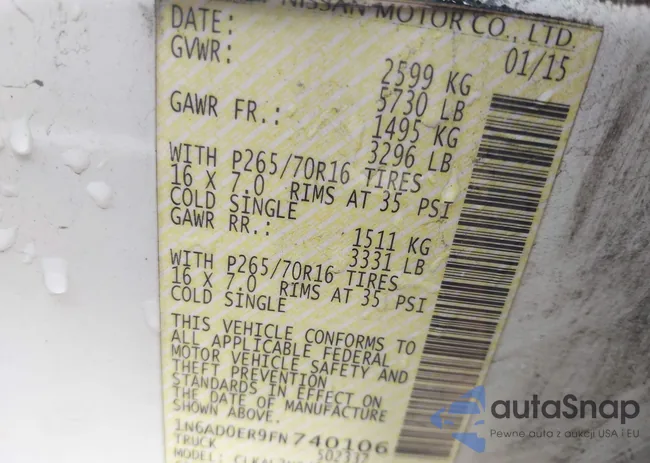 NISSAN MOTOR CO., LTD.
DATE: 01/15
GVWR: 2599 KG
5730 LB
GAWR FR.: 1495 KG
3296 LB
WITH P265/70R16 TIRES
16 X 7.0 RIMS AT 35 PSI
COLD SINGLE
GAWR RR.: 1511 KG
3331 LB
WITH P265/70R16 TIRES
16 X 7.0 RIMS AT 35 PSI
COLD SINGLE
THIS VEHICLE CONFORMS TO
ALL APPLICABLE FEDERAL
MOTOR VEHICLE SAFETY AND
THEFT PREVENTION
STANDARDS IN EFFECT ON
THE DATE OF MANUFACTURE
SHOWN ABOVE.
1N6AD0ER9FN740106
TRUCK 502337
MODEL:
autaSnap
Pewne auta z aukcji USA i EU